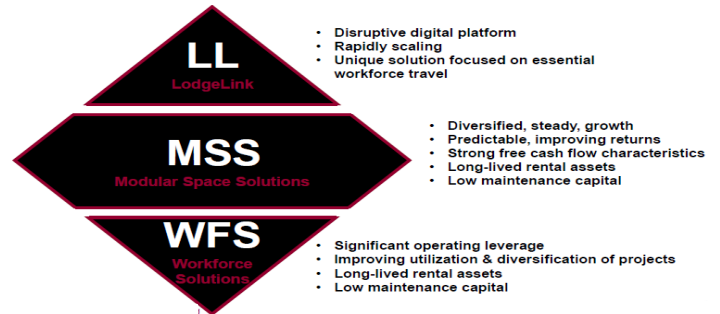 LL
LodgeLink
• Disruptive digital platform
• Rapidly scaling
• Unique solution focused on essential
workforce travel
MSS
Modular Space Solutions
• Diversified, steady, growth
• Predictable, improving returns
• Strong free cash flow characteristics
• Long-lived rental assets
• Low maintenance capital
WFS
Workforce
Solutions
• Significant operating leverage
• Improving utilization & diversification of projects
• Long-lived rental assets
• Low maintenance capital